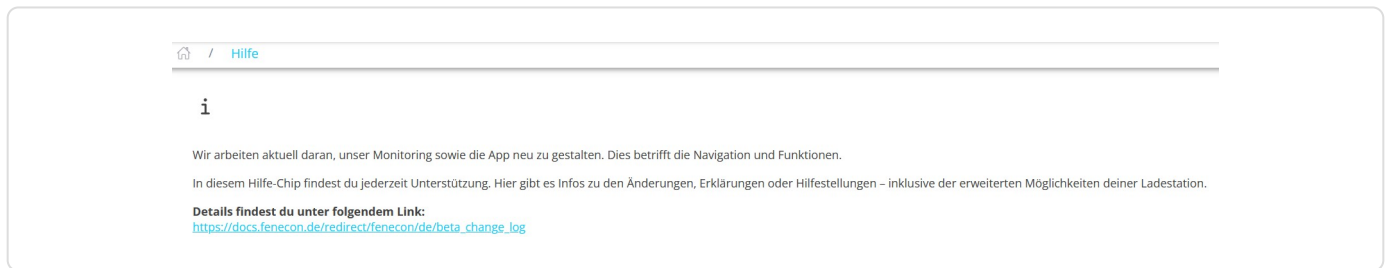 / Hilfe
i
Wir arbeiten aktuell daran, unser Monitoring sowie die App neu zu gestalten. Dies betrifft die Navigation und Funktionen.
In diesem Hilfe-Chip findest du jederzeit Unterstützung. Hier gibt es Infos zu den Änderungen, Erklärungen oder Hilfestellungen – inklusive der erweiterten Möglichkeiten deiner Ladestation.
Details findest du unter folgendem Link:
https://docs.fenecon.de/redirect/fenecon/de/beta_change_log